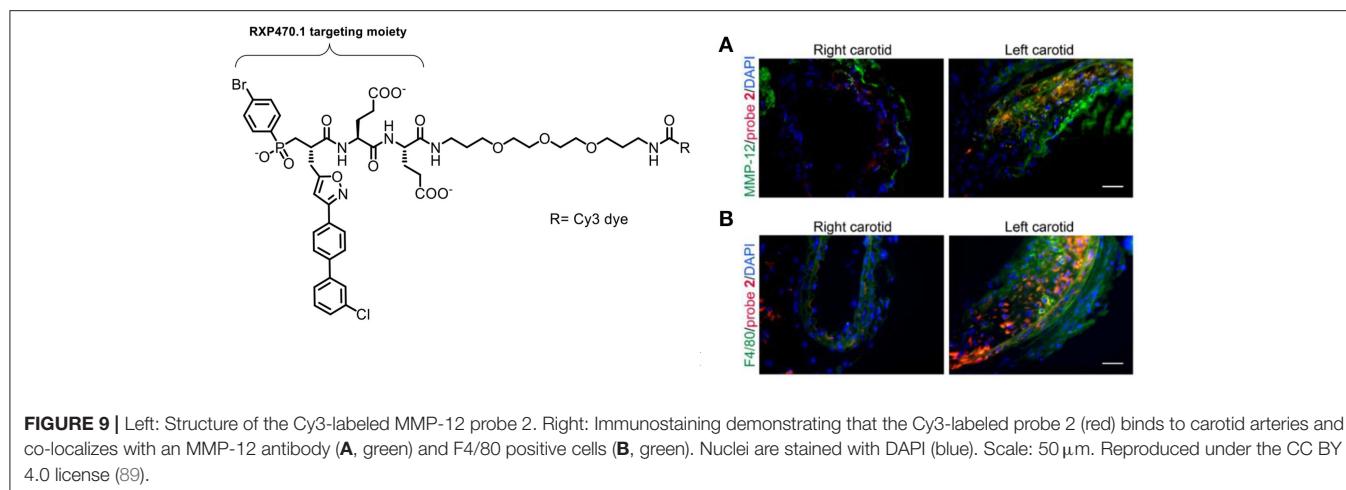 RXP470.1 targeting moiety
Br
COO-
O
O
H
N
-O
P
O
N
H
O
N
H
O
O
O
N
H
O
R
O
N
COO-
R= Cy3 dye
Cl
A
Right carotid
Left carotid
MMP-12/probe 2/DAPI
B
Right carotid
Left carotid
F4/80/probe 2/DAPI
FIGURE 9 | Left: Structure of the Cy3-labeled MMP-12 probe 2. Right: Immunostaining demonstrating that the Cy3-labeled probe 2 (red) binds to carotid arteries and
co-localizes with an MMP-12 antibody (A, green) and F4/80 positive cells (B, green). Nuclei are stained with DAPI (blue). Scale: 50 μm. Reproduced under the CC BY
4.0 license (89).